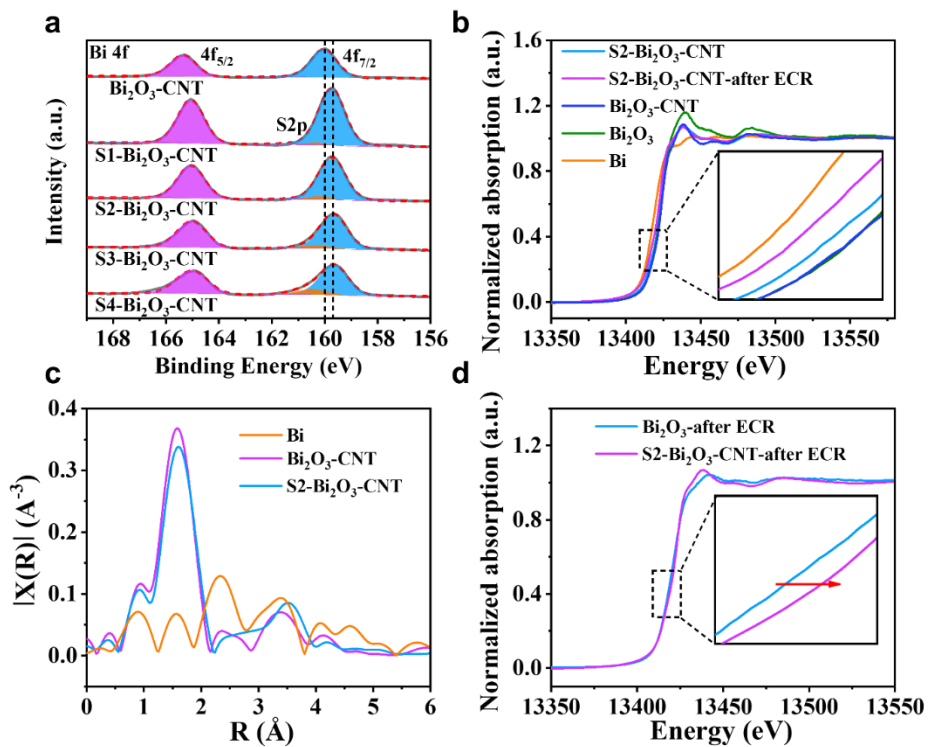 a
Bi 4f
4f₅/₂
4f₇/₂
Bi₂O₃-CNT
S2p
S1-Bi₂O₃-CNT
S2-Bi₂O₃-CNT
S3-Bi₂O₃-CNT
S4-Bi₂O₃-CNT
Intensity (a.u.)
168 166 164 162 160 158 156
Binding Energy (eV)
b
S2-Bi₂O₃-CNT
S2-Bi₂O₃-CNT-after ECR
Bi₂O₃-CNT
Bi₂O₃
Bi
Normalized absorption (a.u.)
1.6
1.2
0.8
0.4
0.0
13350 13400 13450 13500 13550
Energy (eV)
c
Bi
Bi₂O₃-CNT
S2-Bi₂O₃-CNT
|X(R)| (A⁻³)
0.4
0.3
0.2
0.1
0.0
0 1 2 3 4 5 6
R (Å)
d
Bi₂O₃-after ECR
S2-Bi₂O₃-CNT-after ECR
Normalized absorption (a.u.)
1.2
0.8
0.4
0.0
13350 13400 13450 13500 13550
Energy (eV)